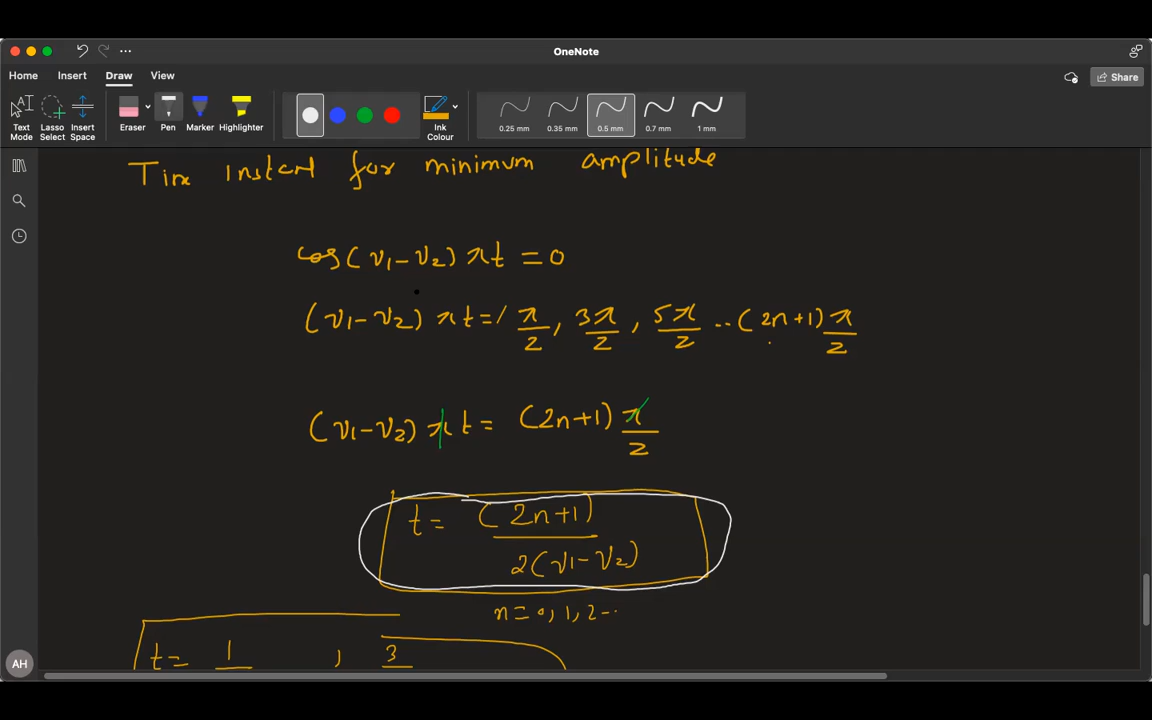 OneNote
Home Insert Draw View
Share
Text Mode
Lasso Select
Insert Space
Eraser
Pen
Marker
Highlighter
Ink Colour
0.25 mm
0.35 mm
0.5 mm
0.7 mm
1 mm
Time instant for minimum amplitude
cos(ν₁-ν₂) πt = 0
(ν₁-ν₂) πt = π/2, 3π/2, 5π/2 .. (2n+1) π/2
(ν₁-ν₂) πt = (2n+1) π/2
t = (2n+1) / 2(ν₁-ν₂)
n = 0, 1, 2 - .
t = 1 , 3
AH